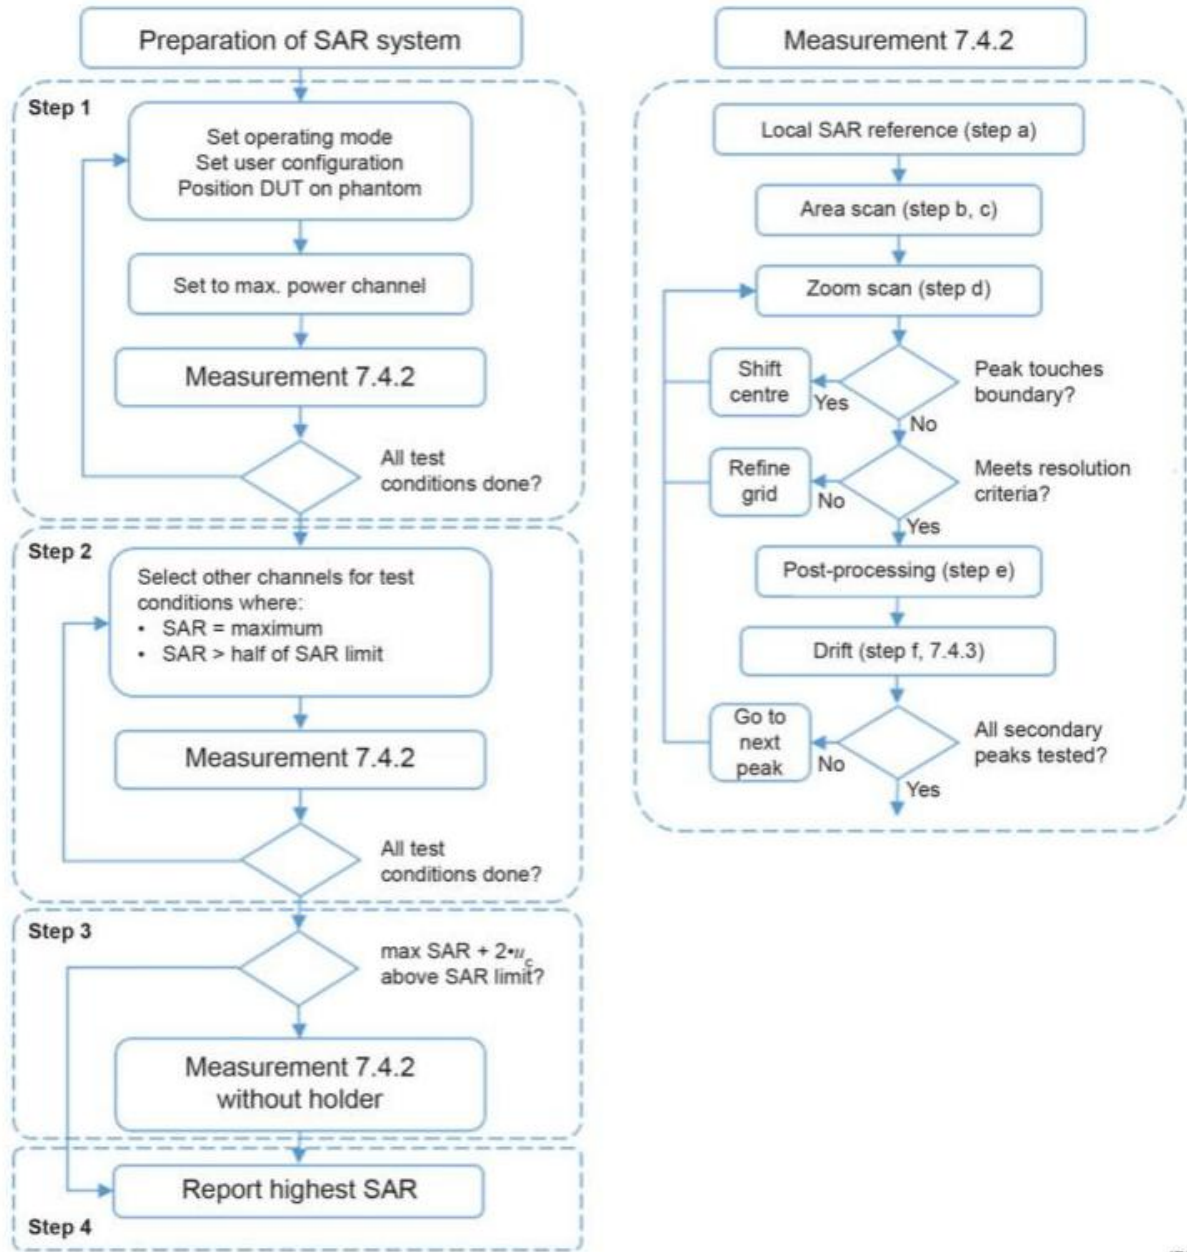 Preparation of SAR system
Step 1
Set operating mode
Set user configuration
Position DUT on phantom
Set to max. power channel
Measurement 7.4.2
All test
conditions done?
Step 2
Select other channels for test
conditions where:
• SAR = maximum
• SAR > half of SAR limit
Measurement 7.4.2
All test
conditions done?
Step 3
max SAR + 2•uc
above SAR limit?
Measurement 7.4.2
without holder
Report highest SAR
Step 4
Measurement 7.4.2
Local SAR reference (step a)
Area scan (step b, c)
Zoom scan (step d)
Shift
centre
Yes
Peak touches
boundary?
No
Refine
grid
No
Meets resolution
criteria?
Yes
Post-processing (step e)
Drift (step f, 7.4.3)
Go to
next
peak
No
All secondary
peaks tested?
Yes